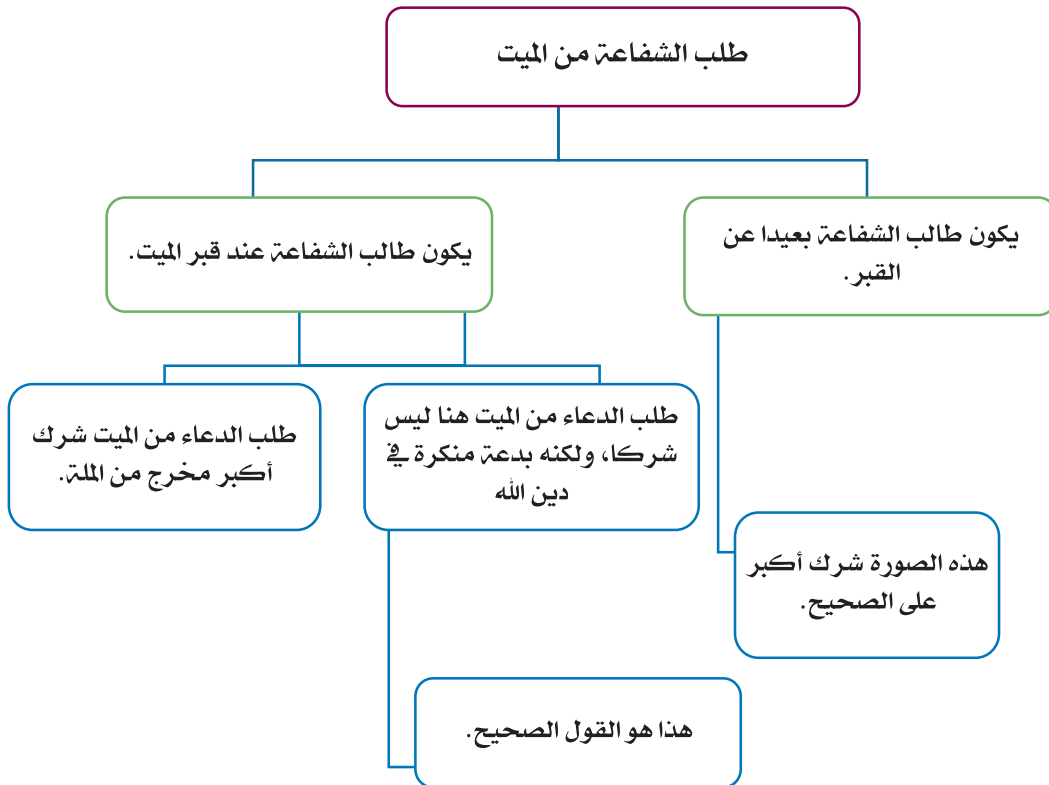 طلب الشفاعة من الميت
يكون طالب الشفاعة بعيدا عن
القبر.
يكون طالب الشفاعة عند قبر الميت.
طلب الدعاء من الميت هنا ليس
شركا، ولكنه بدعة منكرة في
دين الله
طلب الدعاء من الميت شرك
أكبر مخرج من الملة.
هذه الصورة شرك أكبر
على الصحيح.
هذا هو القول الصحيح.